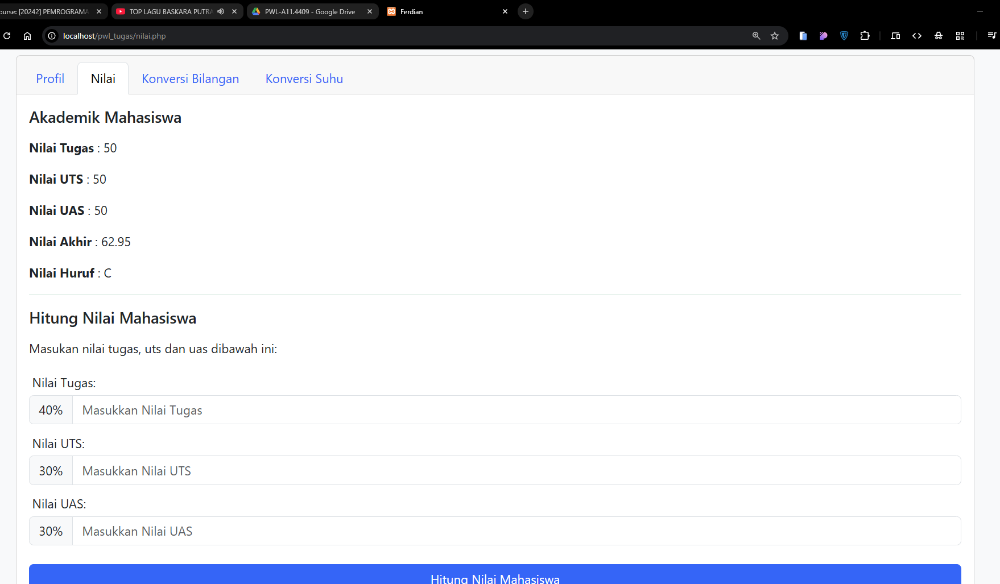 ourse: [20242] PEMROGRAMA
TOP LAGU BASKARA PUTRA
PWL-A11.4409 - Google Drive
Ferdian
localhost/pwl_tugas/nilai.php
Profil
Nilai
Konversi Bilangan
Konversi Suhu
Akademik Mahasiswa
Nilai Tugas : 50
Nilai UTS : 50
Nilai UAS : 50
Nilai Akhir : 62.95
Nilai Huruf : C
Hitung Nilai Mahasiswa
Masukan nilai tugas, uts dan uas dibawah ini:
Nilai Tugas:
40% Masukkan Nilai Tugas
Nilai UTS:
30% Masukkan Nilai UTS
Nilai UAS:
30% Masukkan Nilai UAS
Hitung Nilai Mahasiswa